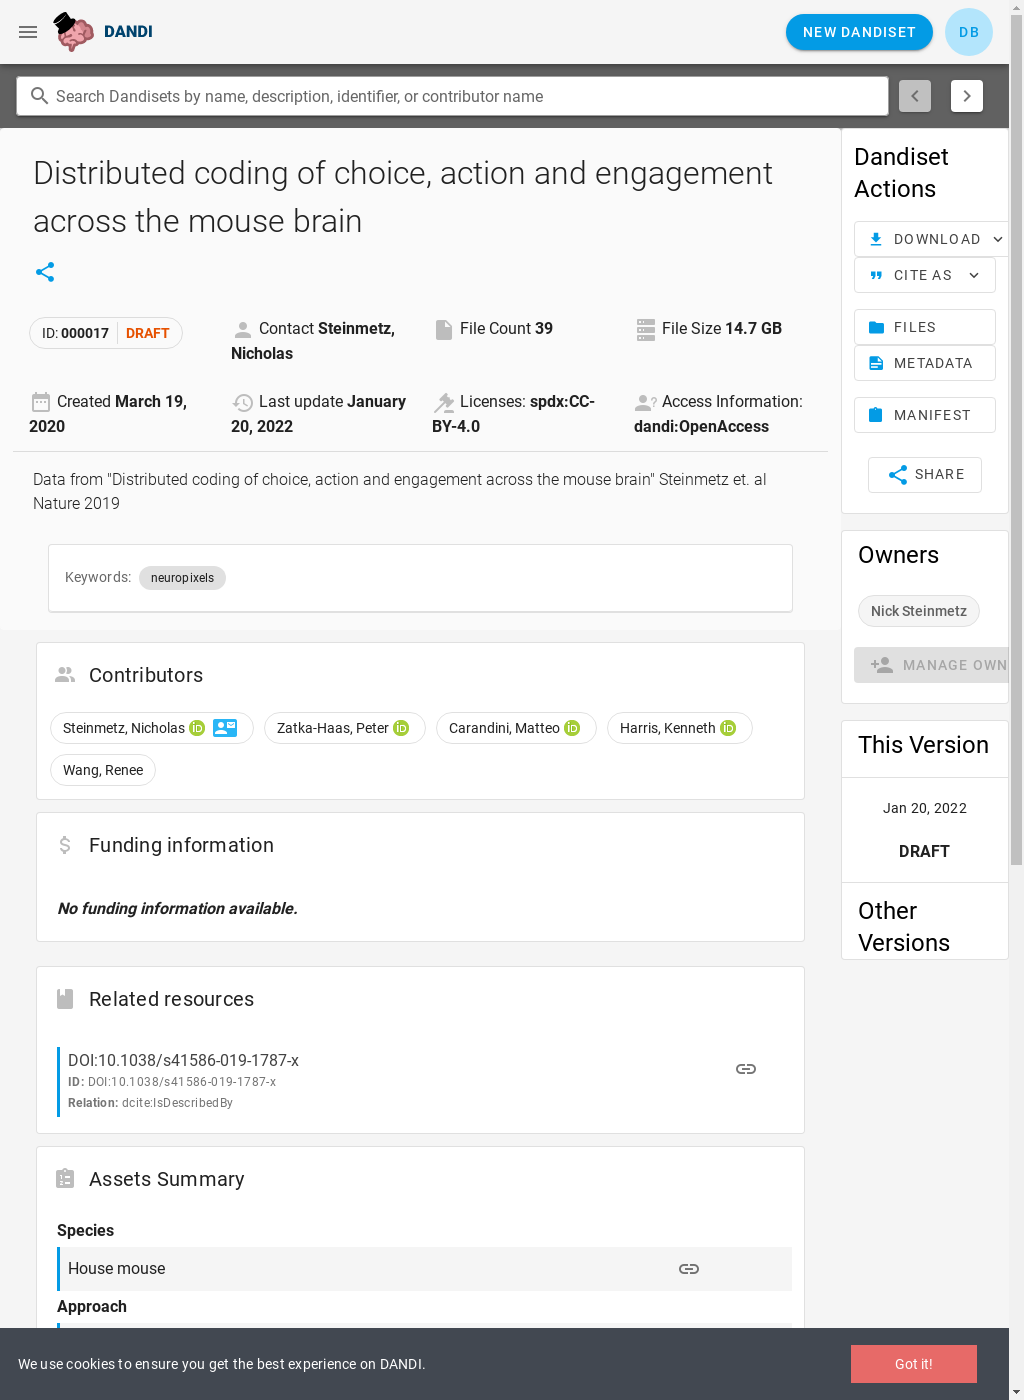 DANDI
NEW DANDISET
DB
Search Dandisets by name, description, identifier, or contributor name
Distributed coding of choice, action and engagement
across the mouse brain
ID: 000017 DRAFT
Contact Steinmetz,
Nicholas
File Count 39
File Size 14.7 GB
Created March 19,
2020
Last update January
20, 2022
Licenses: spdx:CC-
BY-4.0
Access Information:
dandi:OpenAccess
Data from "Distributed coding of choice, action and engagement across the mouse brain" Steinmetz et. al
Nature 2019
Keywords: neuropixels
Contributors
Steinmetz, Nicholas iD
Zatka-Haas, Peter iD
Carandini, Matteo iD
Harris, Kenneth iD
Wang, Renee
Funding information
No funding information available.
Related resources
DOI:10.1038/s41586-019-1787-x
ID: DOI:10.1038/s41586-019-1787-x
Relation: dcite:IsDescribedBy
Assets Summary
Species
House mouse
Approach
Dandiset
Actions
DOWNLOAD
CITE AS
FILES
METADATA
MANIFEST
SHARE
Owners
Nick Steinmetz
MANAGE OWN
This Version
Jan 20, 2022
DRAFT
Other
Versions
We use cookies to ensure you get the best experience on DANDI.
Got it!